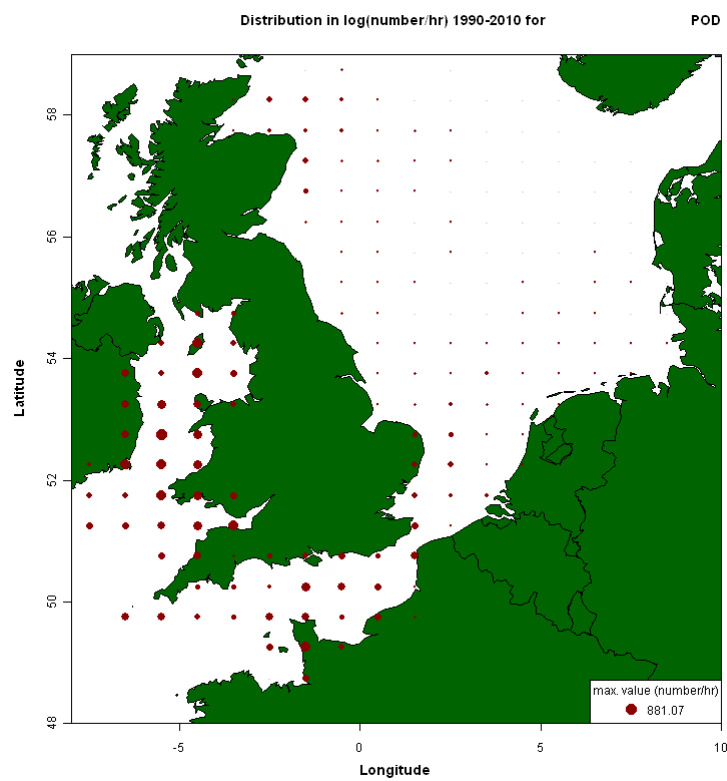 Distribution in log(number/hr) 1990-2010 for POD
Latitude
58
56
54
52
50
48
max. value (number/hr)
881.07
-5 0 5 10
Longitude